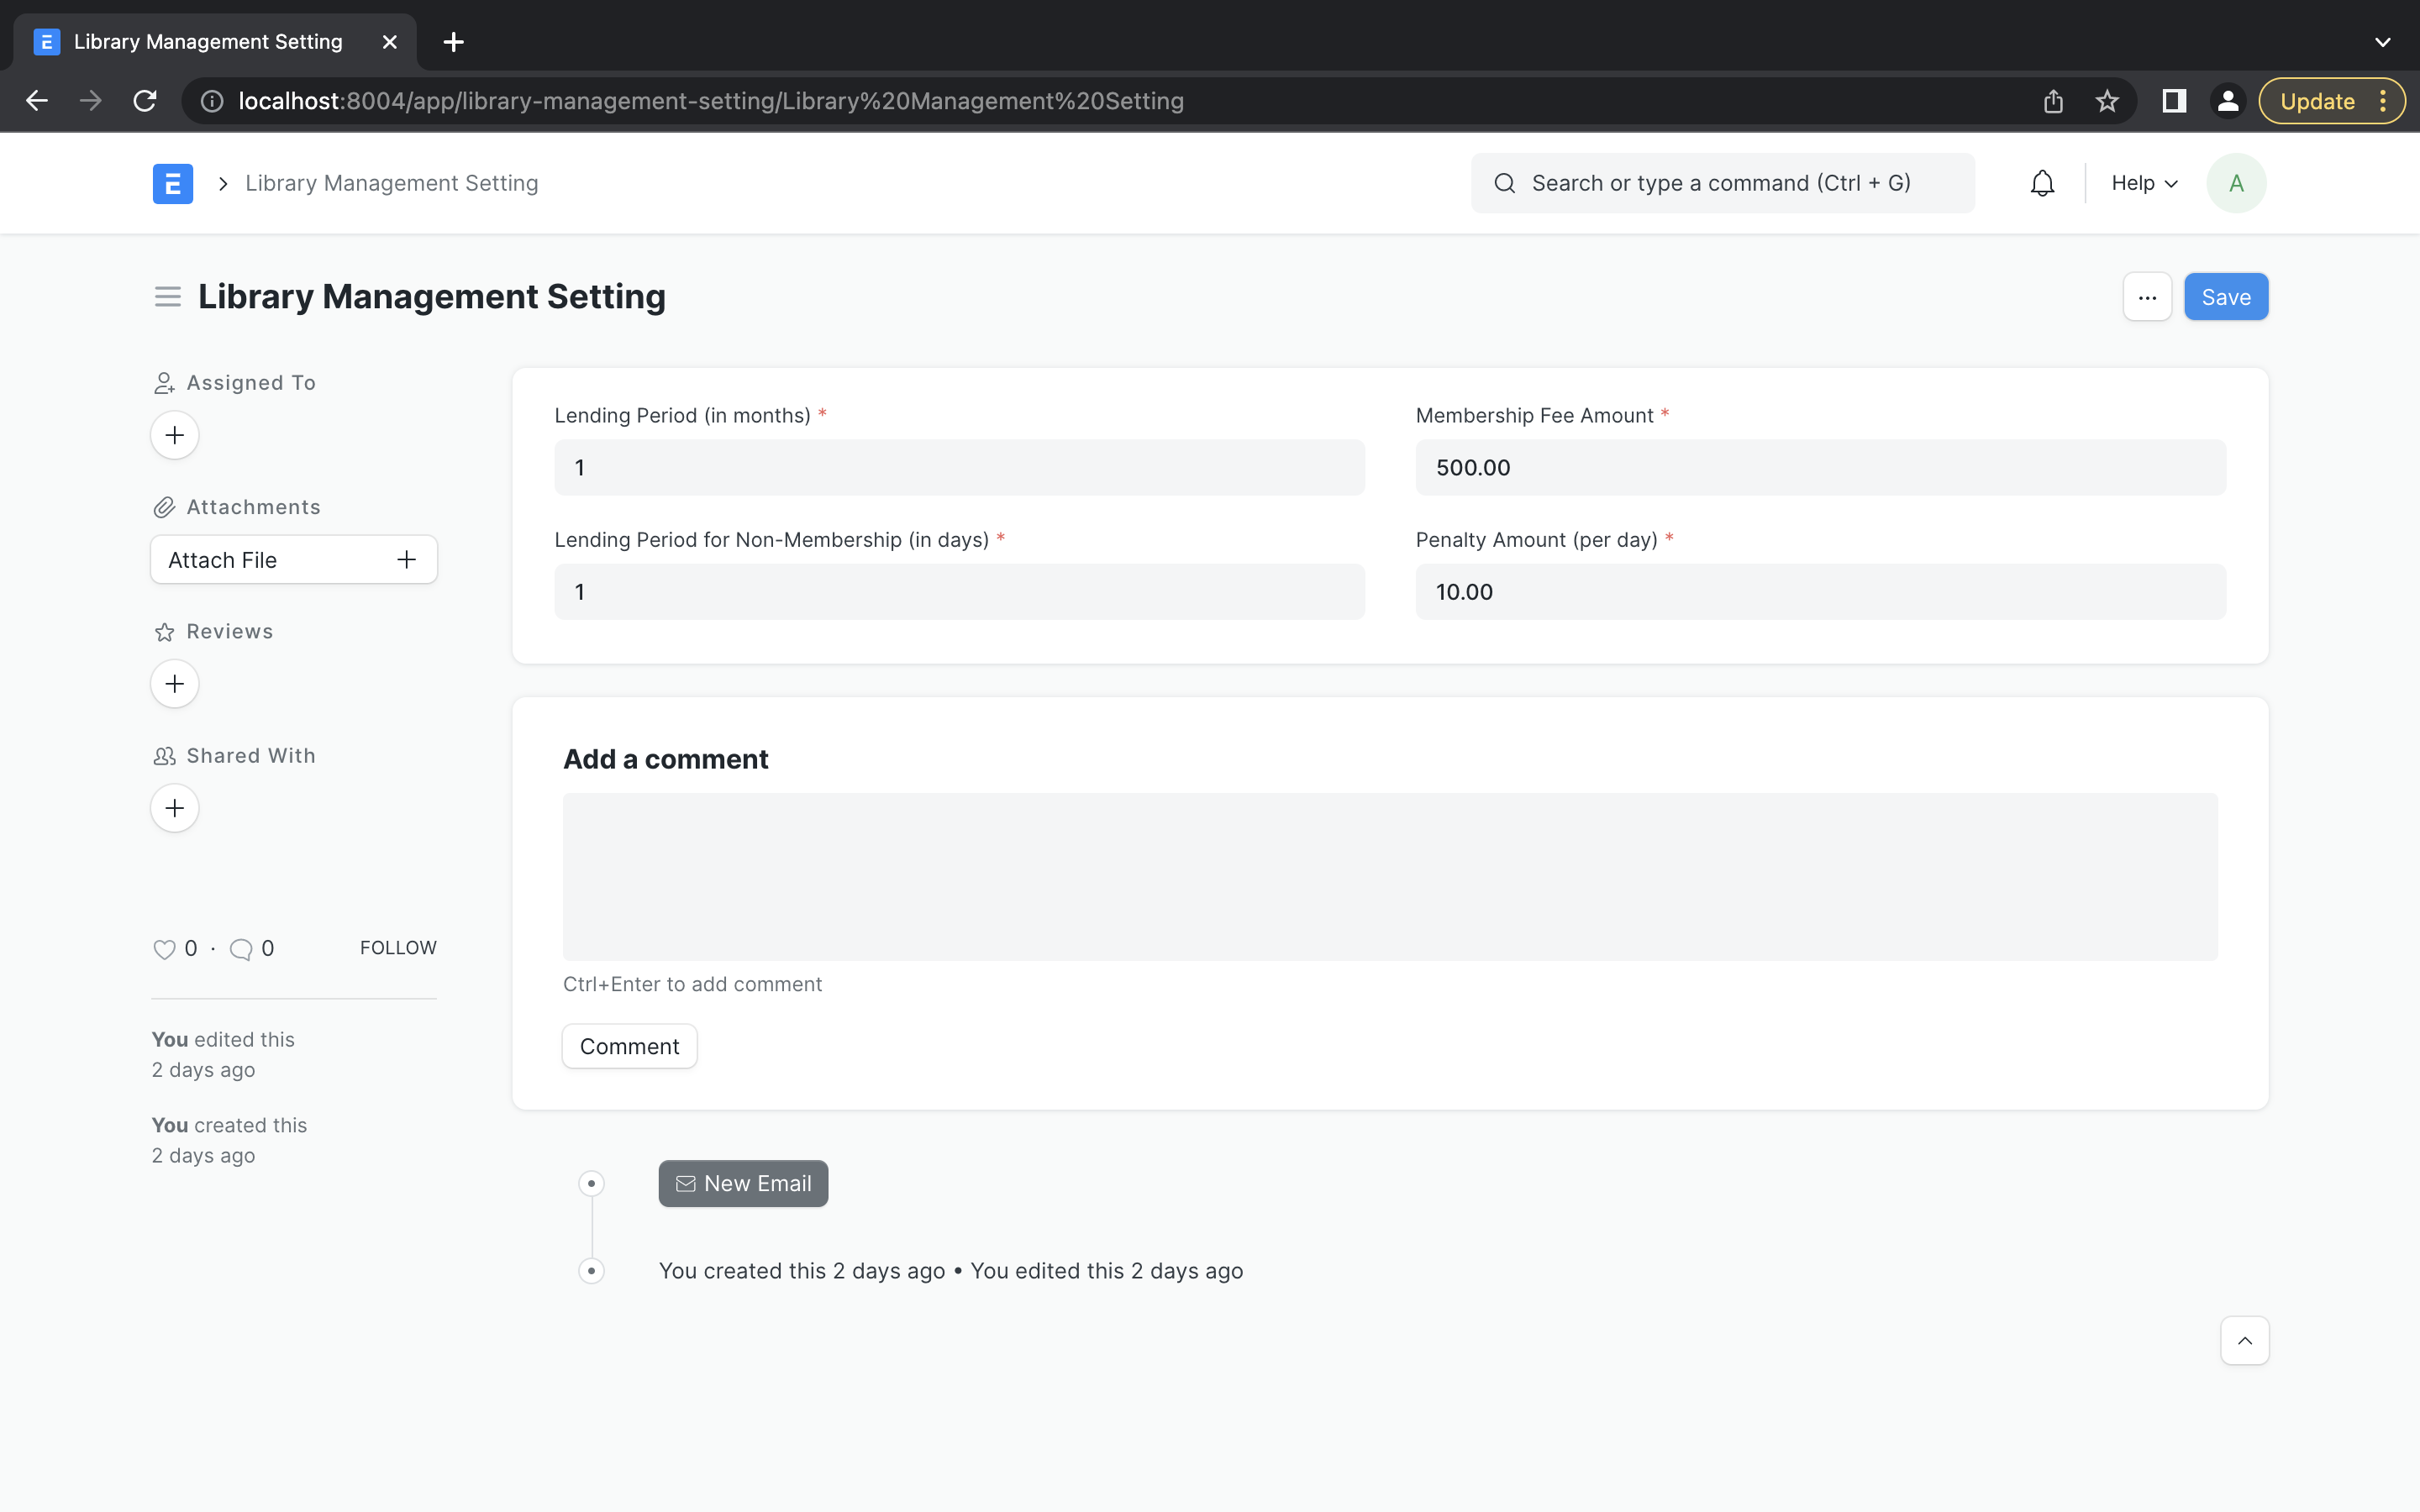 E Library Management Setting
localhost:8004/app/library-management-setting/Library%20Management%20Setting
Update
E Library Management Setting
Search or type a command (Ctrl + G)
Help
A
Library Management Setting
Save
Assigned To
Attachments
Attach File
Reviews
Shared With
0 · 0 FOLLOW
You edited this
2 days ago
You created this
2 days ago
Lending Period (in months) *
1
Membership Fee Amount *
500.00
Lending Period for Non-Membership (in days) *
1
Penalty Amount (per day) *
10.00
Add a comment
Ctrl+Enter to add comment
Comment
New Email
You created this 2 days ago • You edited this 2 days ago